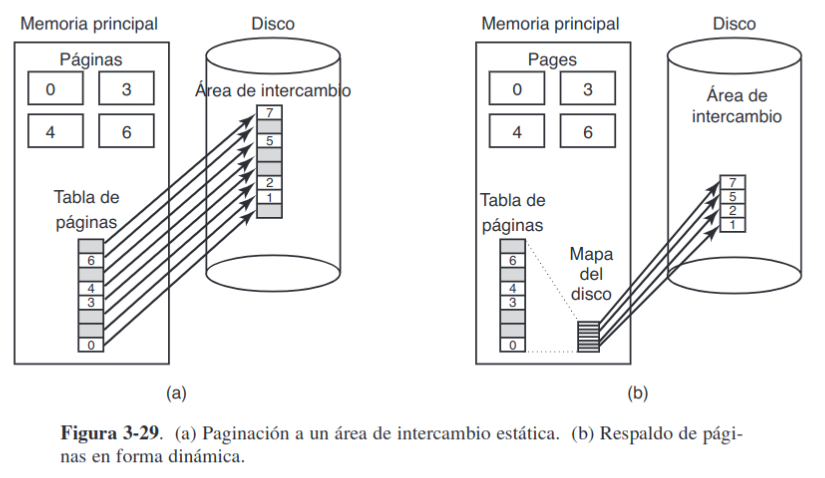 Memoria principal
Disco
Páginas
0 3
4 6
Área de intercambio
7
5
2
1
Tabla de
páginas
6
4
3
0
(a)
Memoria principal
Disco
Pages
0 3
4 6
Área de
intercambio
7
5
2
1
Tabla de
páginas
6
4
3
0
Mapa
del
disco
(b)
Figura 3-29. (a) Paginación a un área de intercambio estática. (b) Respaldo de pági-
nas en forma dinámica.